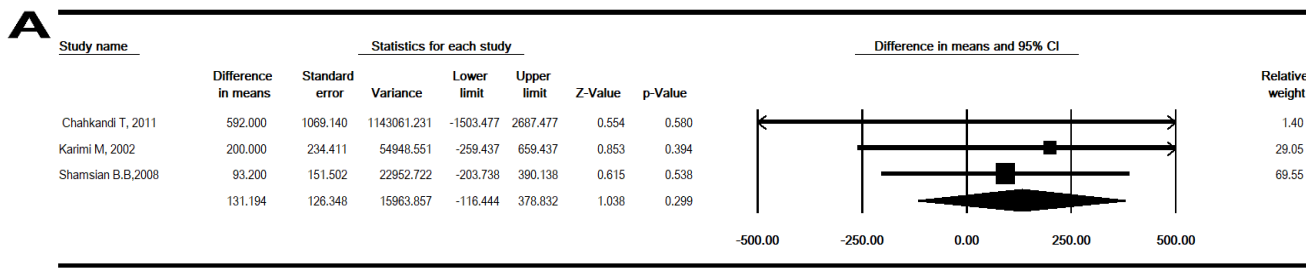 A
Study name Statistics for each study Difference in means and 95% CI
Difference Standard Lower Upper Relative
in means error Variance limit limit Z-Value p-Value weight
Chahkandi T, 2011 592.000 1069.140 1143061.231 -1503.477 2687.477 0.554 0.580 1.40
Karimi M, 2002 200.000 234.411 54948.551 -259.437 659.437 0.853 0.394 29.05
Shamsian B.B,2008 93.200 151.502 22952.722 -203.738 390.138 0.615 0.538 69.55
131.194 126.348 15963.857 -116.444 378.832 1.038 0.299
-500.00 -250.00 0.00 250.00 500.00